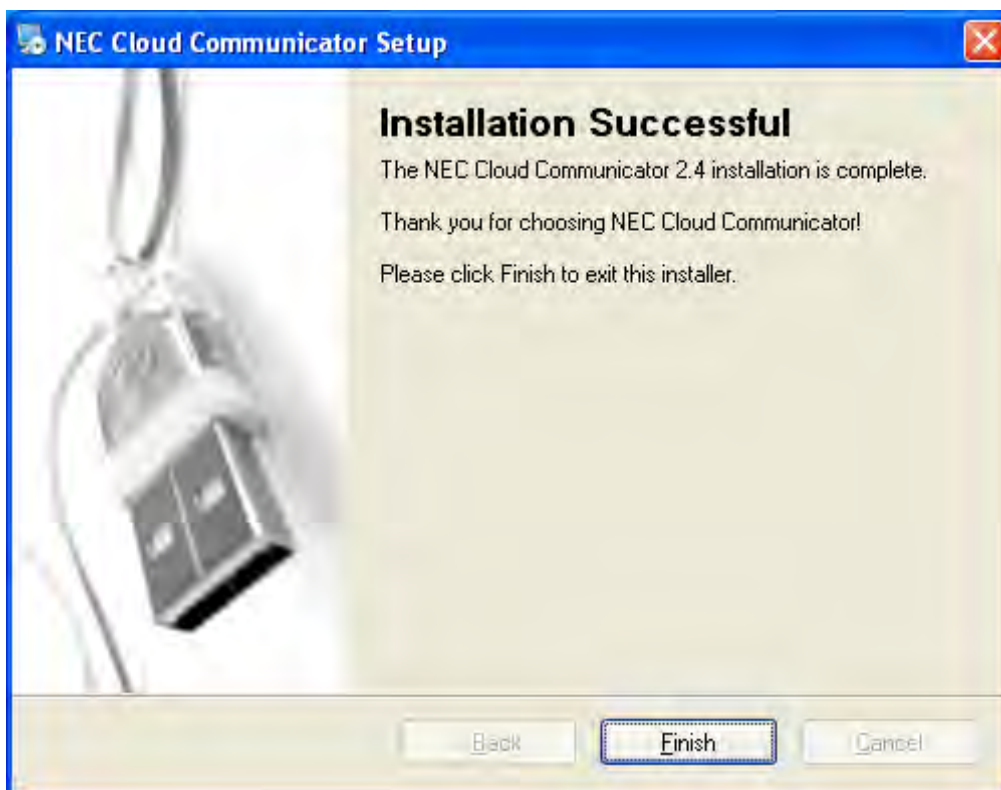 NEC Cloud Communicator Setup
Installation Successful
The NEC Cloud Communicator 2.4 installation is complete.
Thank you for choosing NEC Cloud Communicator!
Please click Finish to exit this installer.
Back Finish Cancel